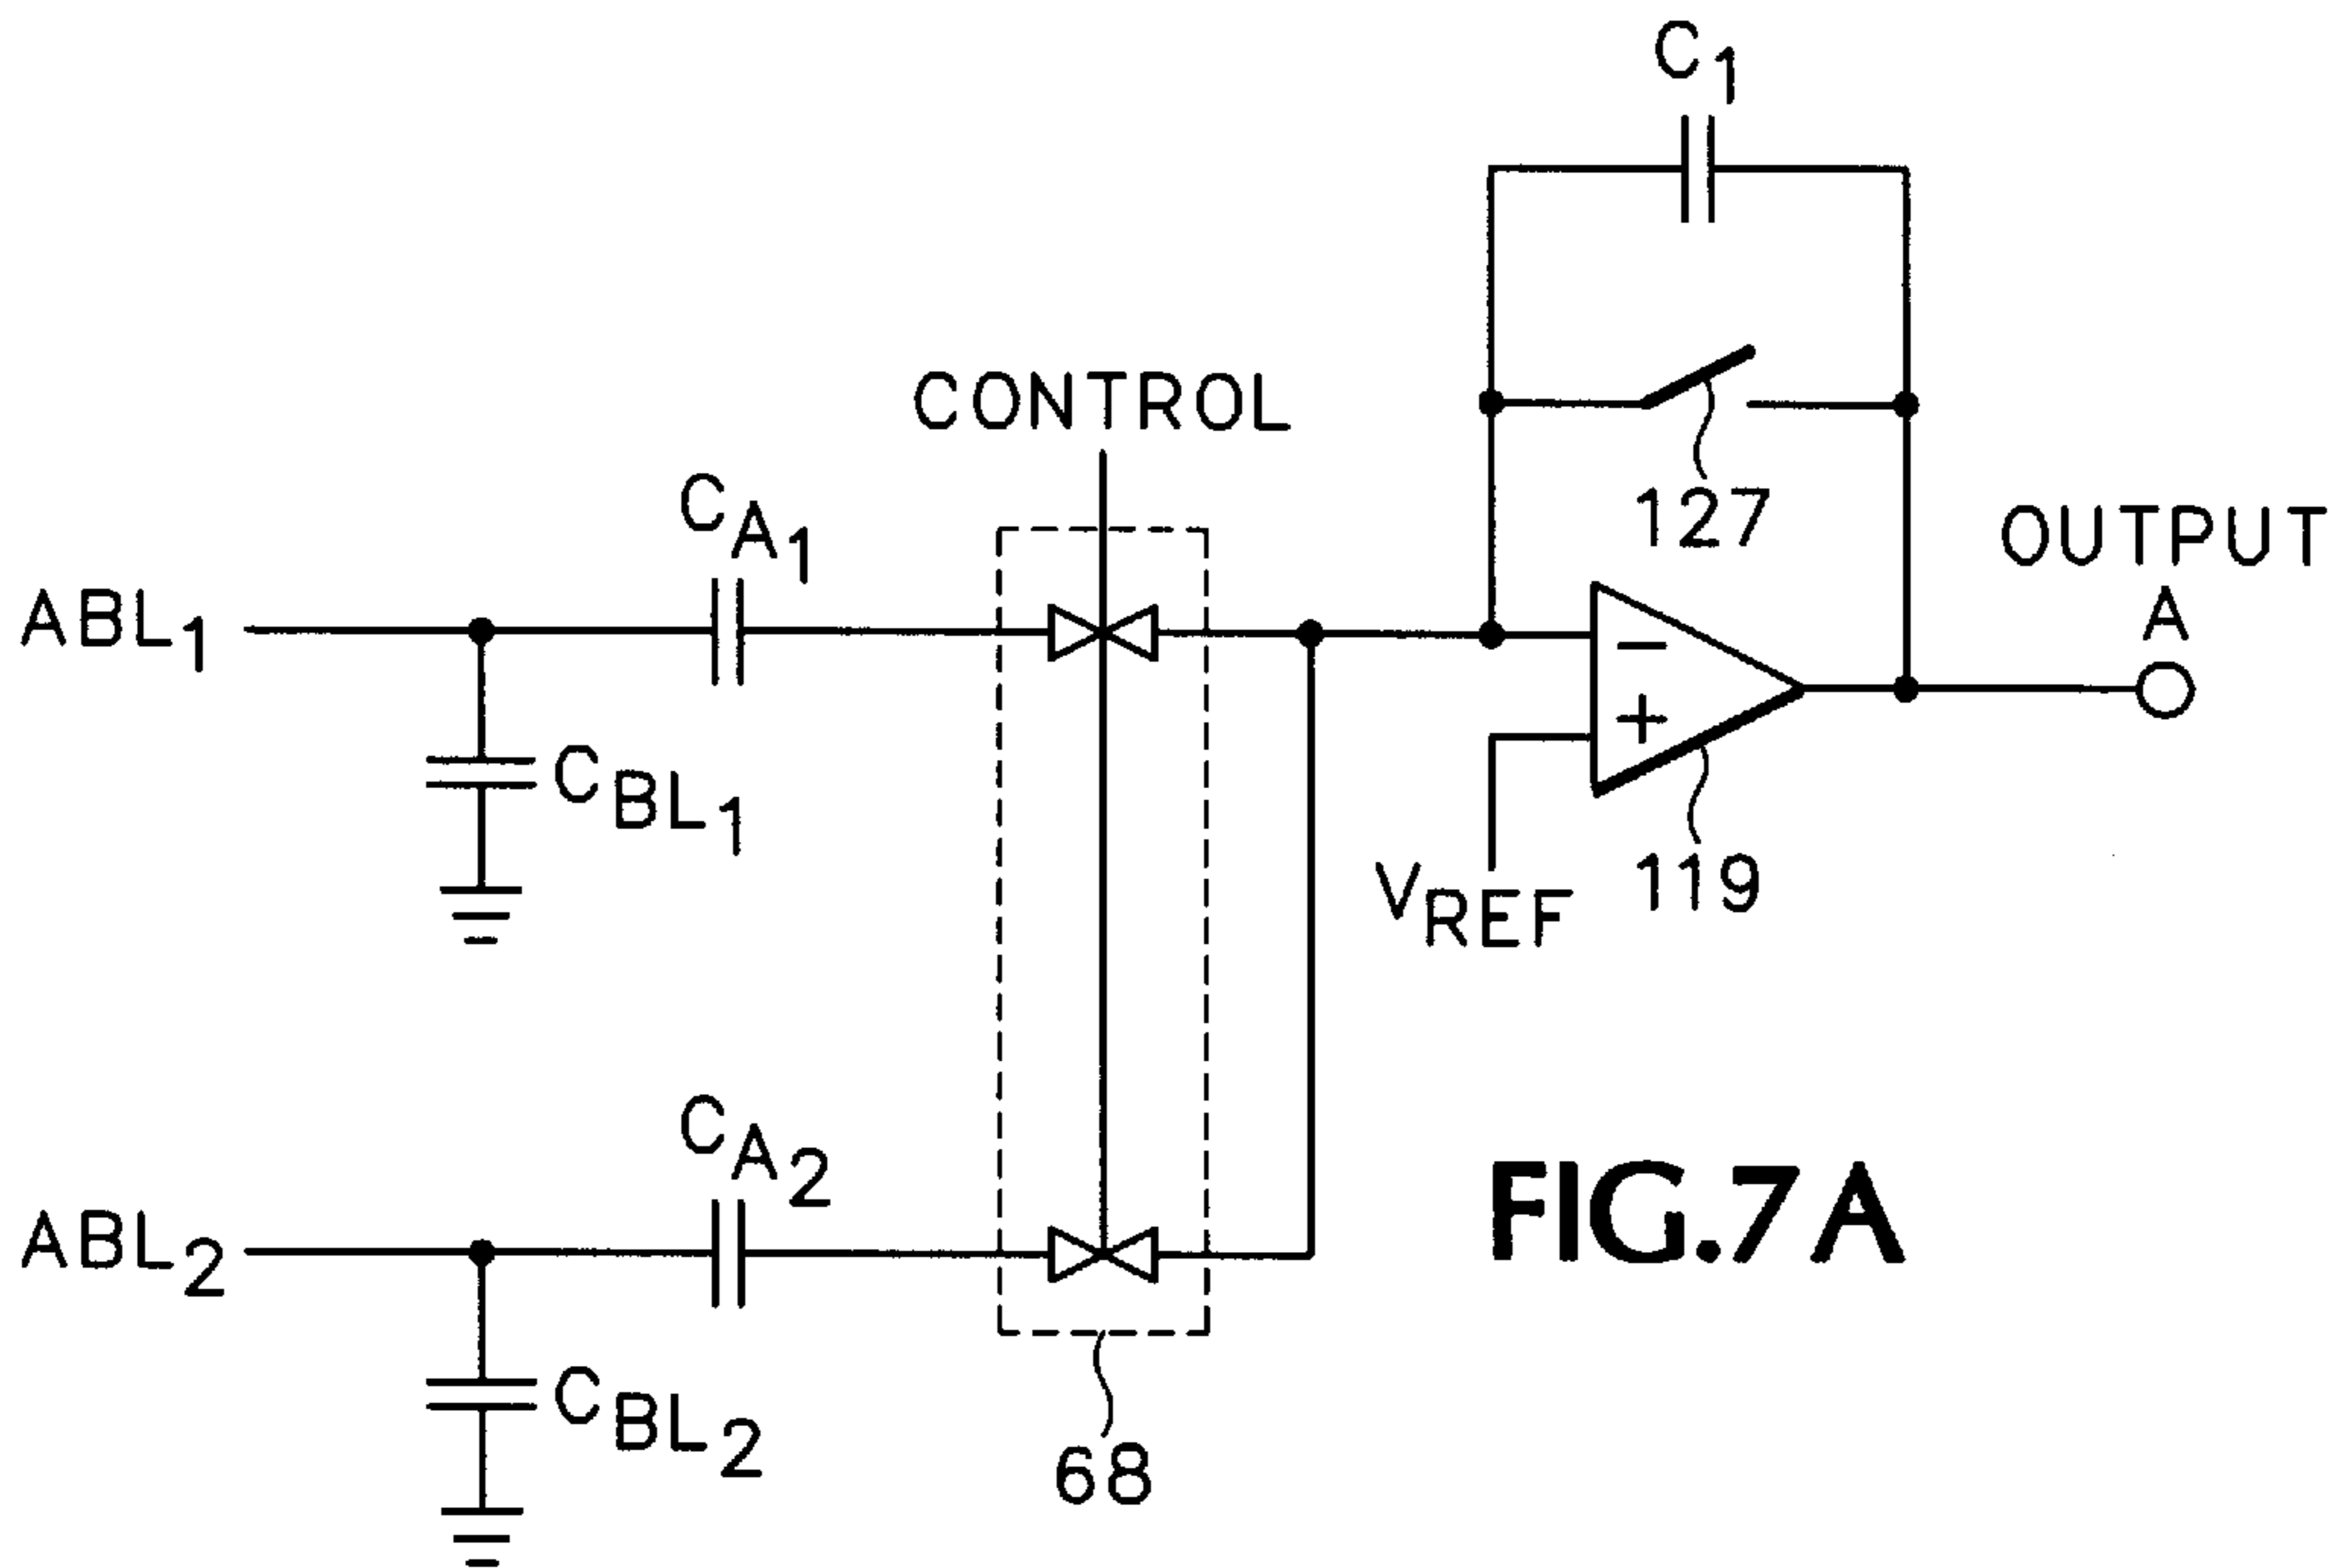 C1
CONTROL
CA1
127
OUTPUT
A
ABL1
−
+
CBL1
VREF
119
CA2
ABL2
FIG.7A
CBL2
68